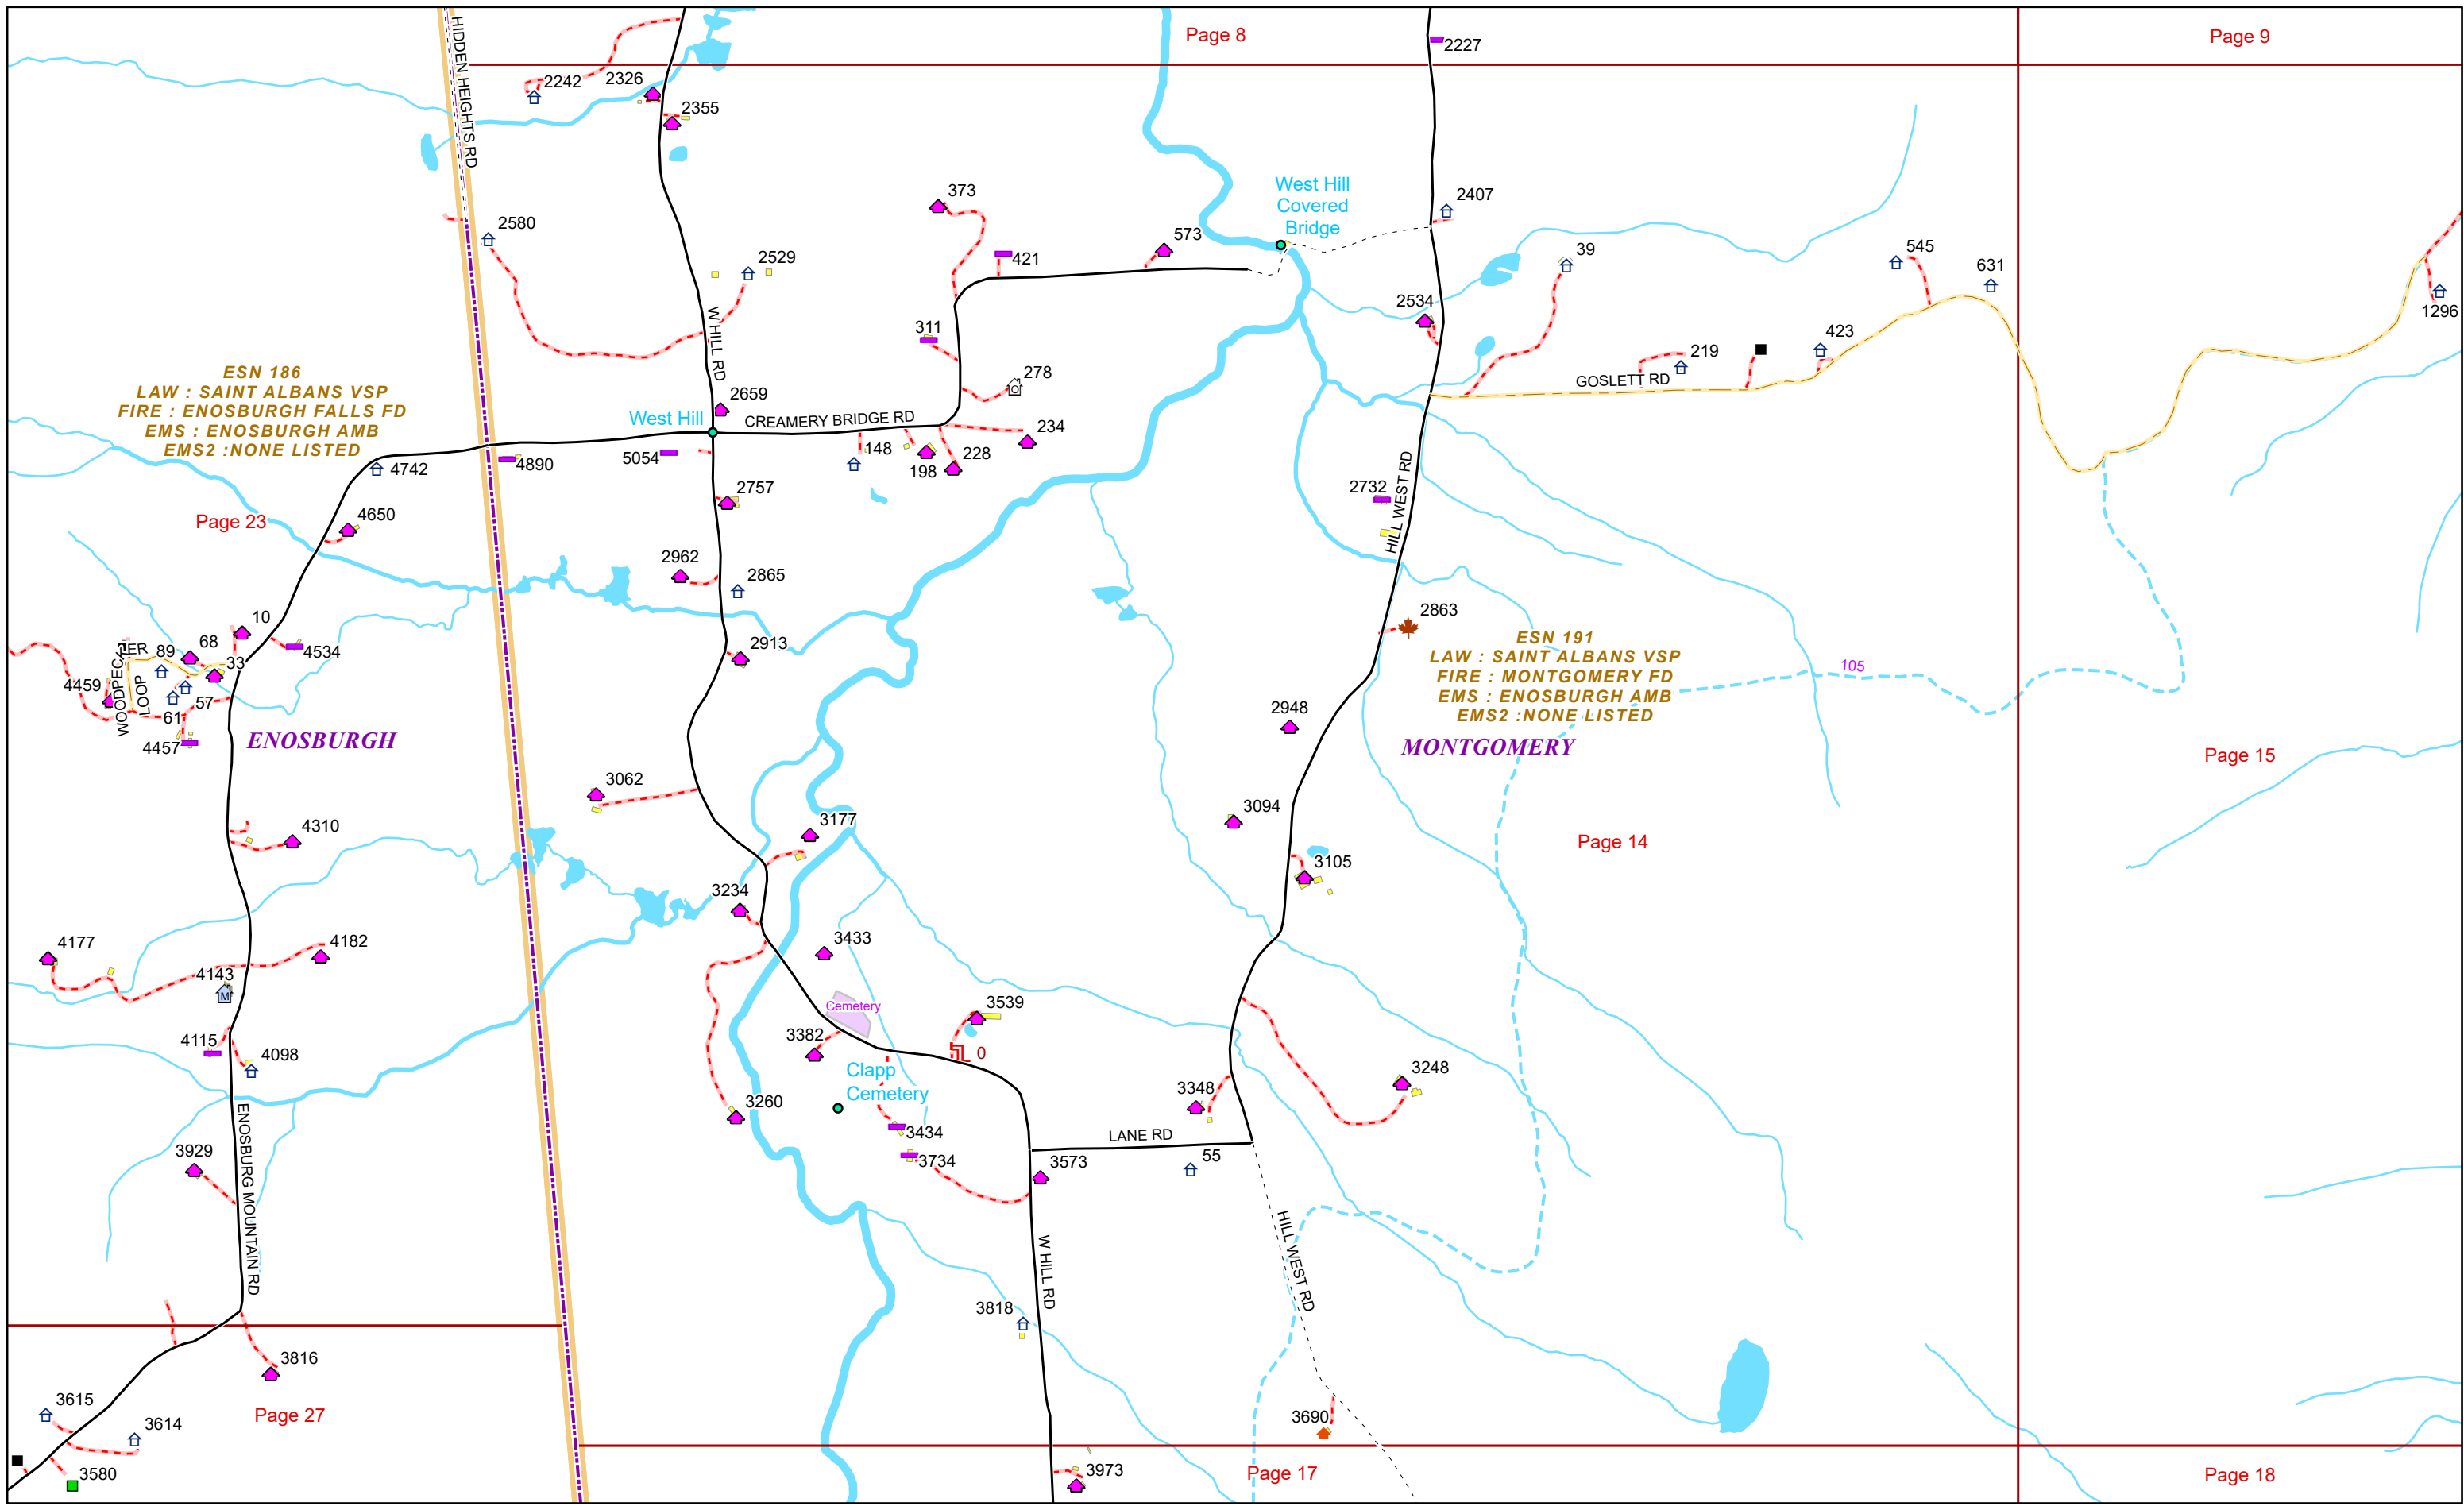 Page 8
Page 9
HIDDEN HEIGHTS RD
2227
2242
2326
2355
373
West Hill
Covered
Bridge
2407
2580
2529
421
573
39
545
631
1296
2534
311
W HILL RD
423
219
278
GOSLETT RD
ESN 186
LAW : SAINT ALBANS VSP
FIRE : ENOSBURGH FALLS FD
EMS : ENOSBURGH AMB
EMS2 :NONE LISTED
2659
West Hill
CREAMERY BRIDGE RD
234
148
198
228
4742
4890
5054
2757
2732
HILL WEST RD
Page 23
4650
2962
2865
10
68
89
33
4534
2913
2863
ESN 191
LAW : SAINT ALBANS VSP
FIRE : MONTGOMERY FD
EMS : ENOSBURGH AMB
EMS2 :NONE LISTED
105
WOODPECKER
LOOP
4459
57
61
4457
ENOSBURGH
2948
MONTGOMERY
Page 15
3062
3177
3094
Page 14
4310
3105
3234
4177
4182
3433
4143
M
Cemetery
3539
4115
4098
3382
0
Clapp
Cemetery
3248
3348
3260
3434
3734
LANE RD
3929
3573
55
ENOSBURG MOUNTAIN RD
W HILL RD
HILL WEST RD
3818
3816
3615
3614
Page 27
3690
3580
3973
Page 17
Page 18